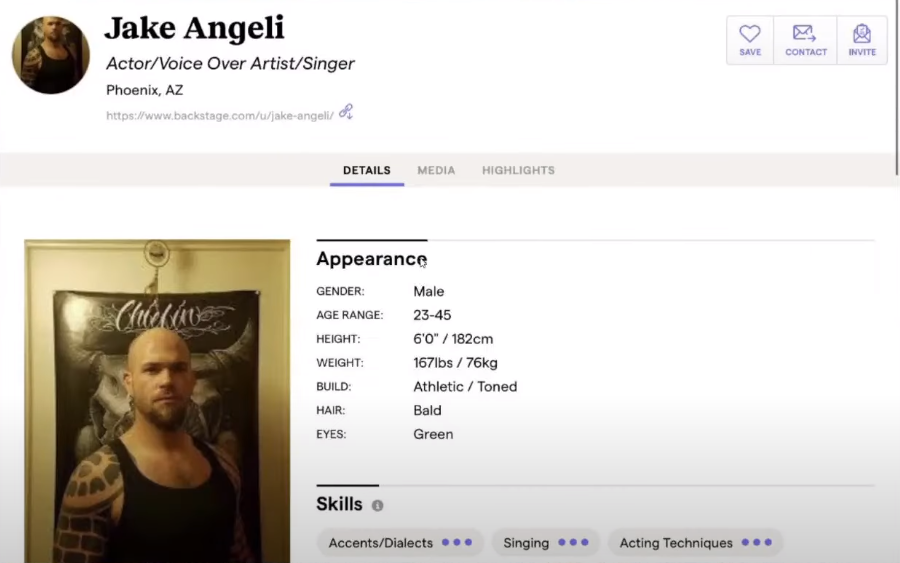 Jake Angeli
Actor/Voice Over Artist/Singer
Phoenix, AZ
https://www.backstage.com/u/jake-angeli/
SAVE
CONTACT
INVITE
DETAILS
MEDIA
HIGHLIGHTS
Appearance
GENDER: Male
AGE RANGE: 23-45
HEIGHT: 6'0" / 182cm
WEIGHT: 167lbs / 76kg
BUILD: Athletic / Toned
HAIR: Bald
EYES: Green
Skills
Accents/Dialects
Singing
Acting Techniques